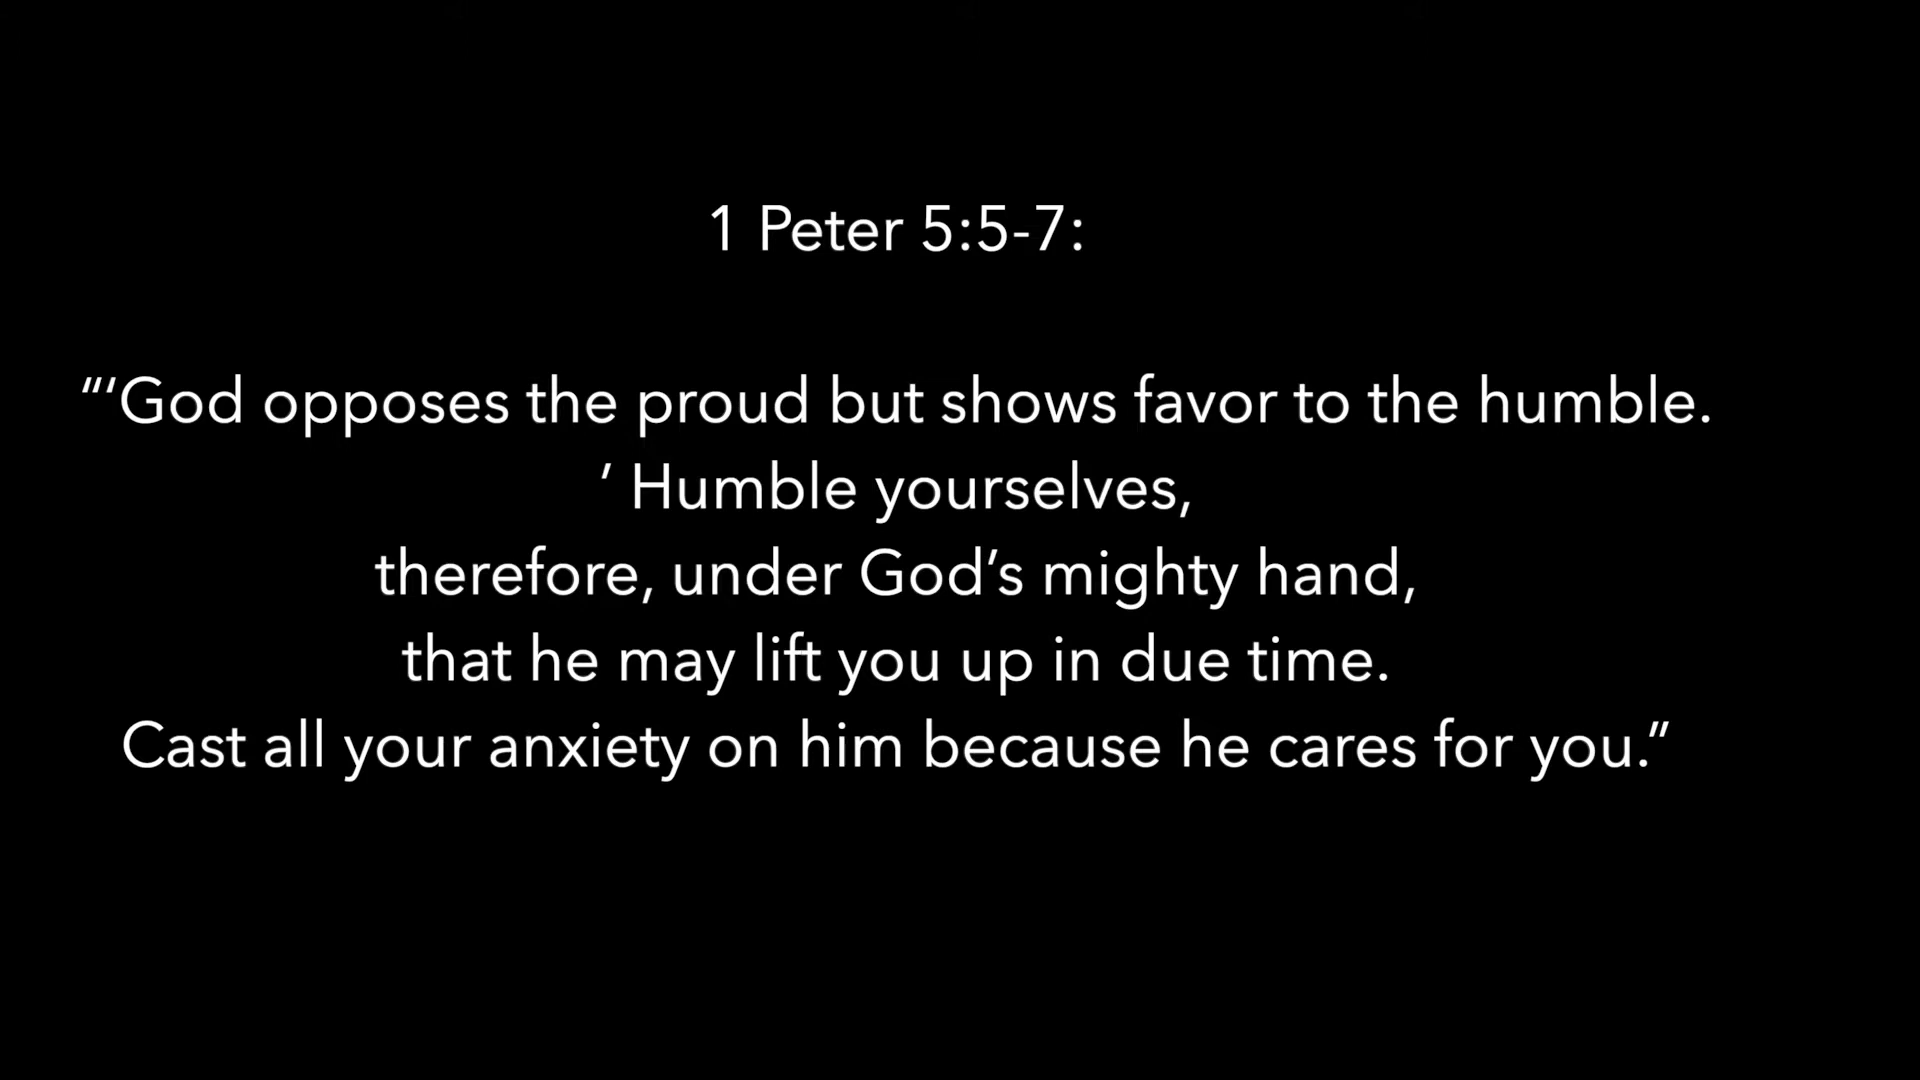 1 Peter 5:5-7:
“‘God opposes the proud but shows favor to the humble.
’ Humble yourselves,
therefore, under God’s mighty hand,
that he may lift you up in due time.
Cast all your anxiety on him because he cares for you.”